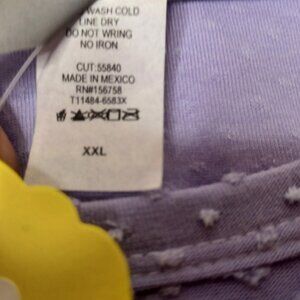 WASH COLD
LINE DRY
DO NOT WRING
NO IRON
CUT:55840
MADE IN MEXICO
RN#156758
T11484-6583X
XXL